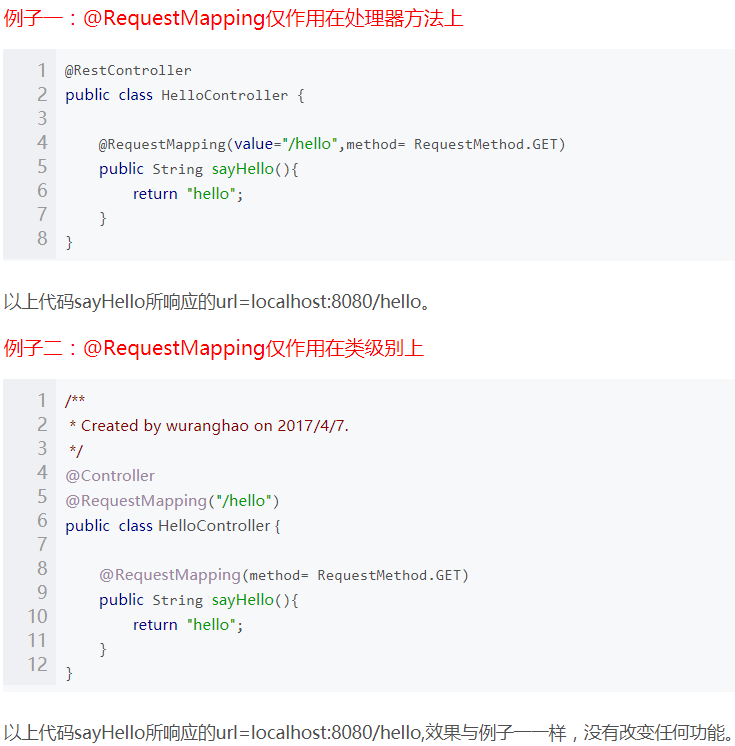 例子一：@RequestMapping仅作用在处理器方法上
1 @RestController
2 public class HelloController {
3
4     @RequestMapping(value="/hello",method= RequestMethod.GET)
5     public String sayHello(){
6         return "hello";
7     }
8 }
以上代码sayHello所响应的url=localhost:8080/hello。
例子二：@RequestMapping仅作用在类级别上
1 /**
2  * Created by wuranghao on 2017/4/7.
3  */
4 @Controller
5 @RequestMapping("/hello")
6 public class HelloController {
7
8     @RequestMapping(method= RequestMethod.GET)
9     public String sayHello(){
10         return "hello";
11     }
12 }
以上代码sayHello所响应的url=localhost:8080/hello,效果与例子一一样，没有改变任何功能。